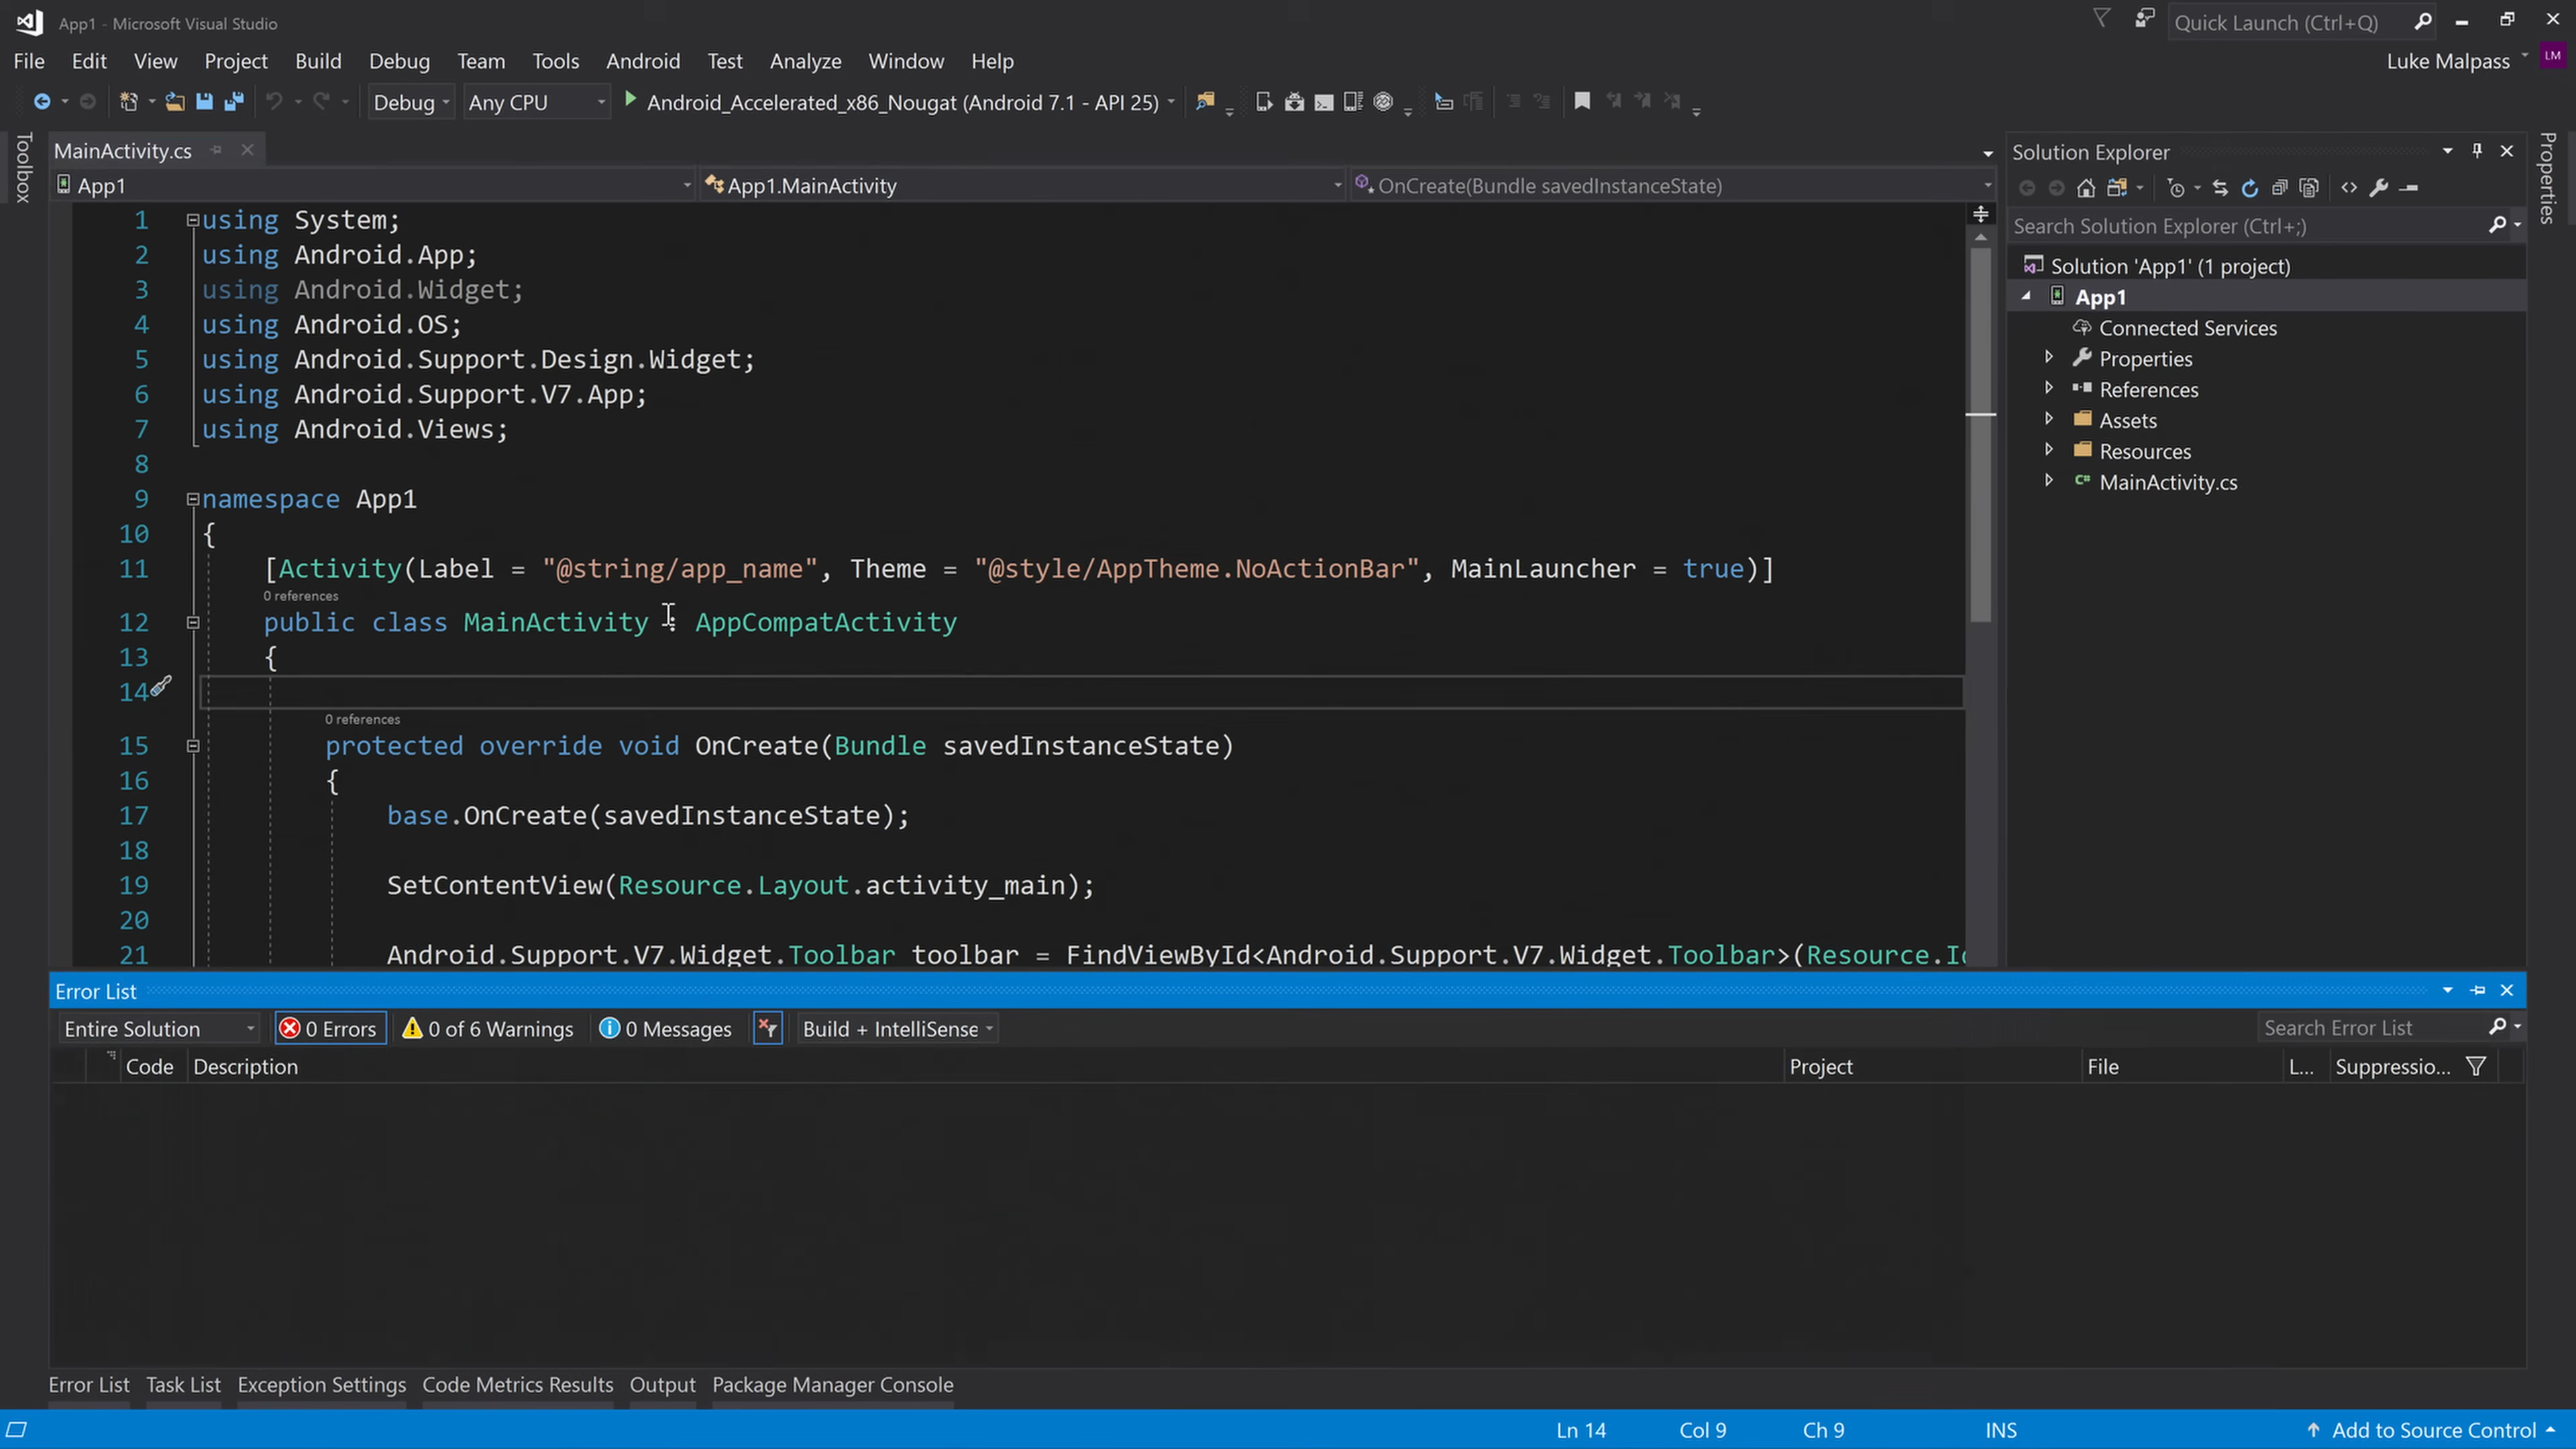 App1 - Microsoft Visual Studio
Quick Launch (Ctrl+Q)
File Edit View Project Build Debug Team Tools Android Test Analyze Window Help
Luke Malpass LM
Debug Any CPU Android_Accelerated_x86_Nougat (Android 7.1 - API 25)
Toolbox
MainActivity.cs
App1 App1.MainActivity OnCreate(Bundle savedInstanceState)
1 using System;
2 using Android.App;
3 using Android.Widget;
4 using Android.OS;
5 using Android.Support.Design.Widget;
6 using Android.Support.V7.App;
7 using Android.Views;
8
9 namespace App1
10 {
11 [Activity(Label = "@string/app_name", Theme = "@style/AppTheme.NoActionBar", MainLauncher = true)]
0 references
12 public class MainActivity : AppCompatActivity
13 {
14
0 references
15 protected override void OnCreate(Bundle savedInstanceState)
16 {
17 base.OnCreate(savedInstanceState);
18
19 SetContentView(Resource.Layout.activity_main);
20
21 Android.Support.V7.Widget.Toolbar toolbar = FindViewById<Android.Support.V7.Widget.Toolbar>(Resource.Id
Solution Explorer
Search Solution Explorer (Ctrl+;)
Solution 'App1' (1 project)
App1
Connected Services
Properties
References
Assets
Resources
C# MainActivity.cs
Properties
Error List
Entire Solution 0 Errors 0 of 6 Warnings 0 Messages Build + IntelliSense Search Error List
Code Description Project File L... Suppressio...
Error List Task List Exception Settings Code Metrics Results Output Package Manager Console
Ln 14 Col 9 Ch 9 INS Add to Source Control